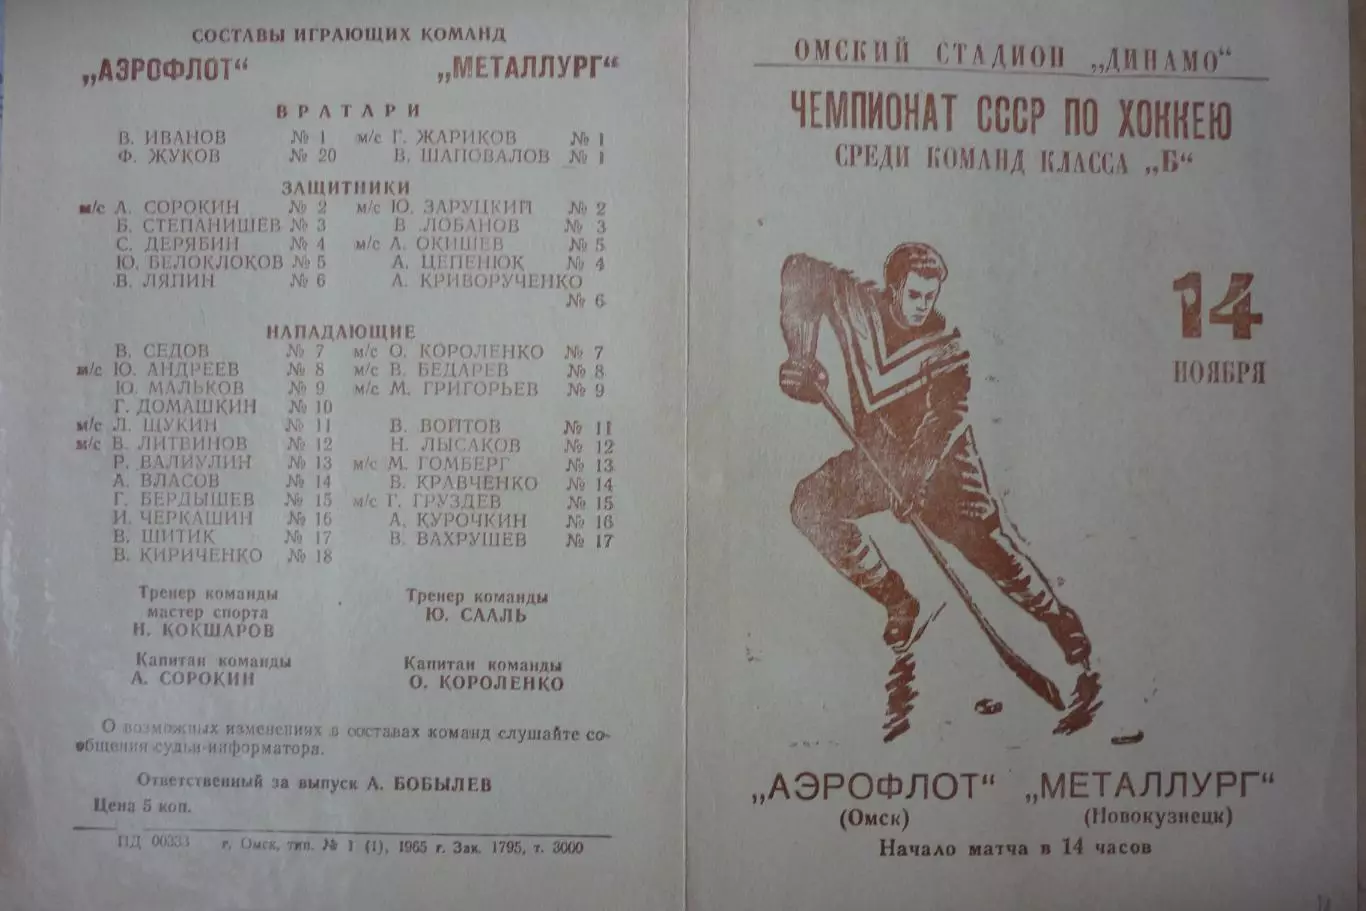 СОСТАВЫ ИГРАЮЩИХ КОМАНД
„АЭРОФЛОТ“ „МЕТАЛЛУРГ“
ВРАТАРИ
В. ИВАНОВ № 1 м/с Г. ЖАРИКОВ № 1
Ф. ЖУКОВ № 20 В. ШАПОВАЛОВ № 1
ЗАЩИТНИКИ
м/с А. СОРОКИН № 2 м/с Ю. ЗАРУЦКИЙ № 2
Б. СТЕПАНИШЕВ № 3 В ЛОБАНОВ № 3
С. ДЕРЯБИН № 4 м/с А. ОКИШЕВ № 5
Ю. БЕЛОКЛОКОВ № 5 А. ЦЕПЕНЮК № 4
В. ЛЯПИН № 6 А. КРИВОРУЧЕНКО
№ 6
НАПАДАЮЩИЕ
В. СЕДОВ № 7 м/с О. КОРОЛЕНКО № 7
м/с Ю. АНДРЕЕВ № 8 м/с В. БЕДАРЕВ № 8
Ю. МАЛЬКОВ № 9 м/с М. ГРИГОРЬЕВ № 9
Г. ДОМАШКИН № 10
м/с Л. ЩУКИН № 11 В. ВОИТОВ № 11
м/с В. ЛИТВИНОВ № 12 Н. ЛЫСАКОВ № 12
Р. ВАЛИУЛИН № 13 м/с М. ГОМБЕРГ № 13
А. ВЛАСОВ № 14 В. КРАВЧЕНКО № 14
Г. БЕРДЫШЕВ № 15 м/с Г. ГРУЗДЕВ № 15
И. ЧЕРКАШИН № 16 А. КУРОЧКИН № 16
В. ШИТИК № 17 В. ВАХРУШЕВ № 17
В. КИРИЧЕНКО № 18
Тренер команды
мастер спорта
Н. КОКШАРОВ
Тренер команды
Ю. СААЛЬ
Капитан команды
А. СОРОКИН
Капитан команды
О. КОРОЛЕНКО
О возможных изменениях в составах команд слушайте со-
общения судьи-информатора.
Ответственный за выпуск А. БОБЫЛЕВ
Цена 5 коп.
ПД 00333 г. Омск, тип. № 1 (1), 1965 г. Зак. 1795, т. 3000
ОМСКИЙ СТАДИОН „ДИНАМО“
ЧЕМПИОНАТ СССР ПО ХОККЕЮ
СРЕДИ КОМАНД КЛАССА „Б“
14
НОЯБРЯ
„АЭРОФЛОТ“ „МЕТАЛЛУРГ“
(Омск) (Новокузнецк)
Начало матча в 14 часов